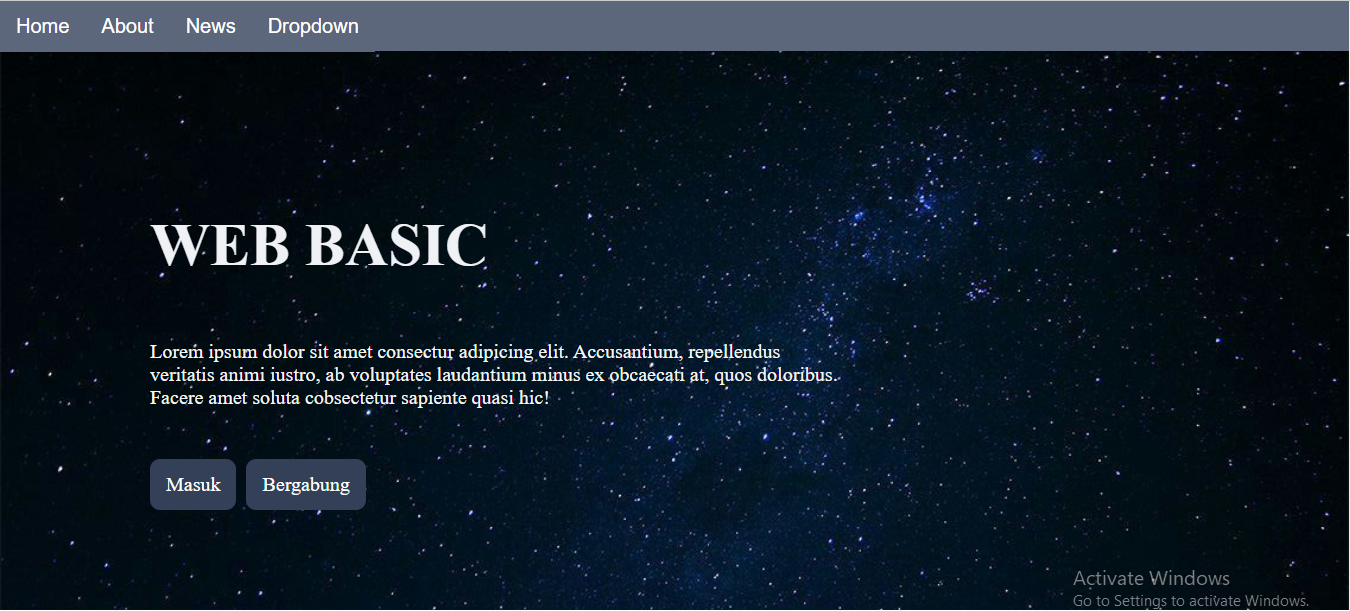 Home About News Dropdown
WEB BASIC
Lorem ipsum dolor sit amet consectur adipicing elit. Accusantium, repellendus
veritatis animi iustro, ab voluptates laudantium minus ex obcaecati at, quos doloribus.
Facere amet soluta cobsectetur sapiente quasi hic!
Masuk Bergabung
Activate Windows
Go to Settings to activate Windows.